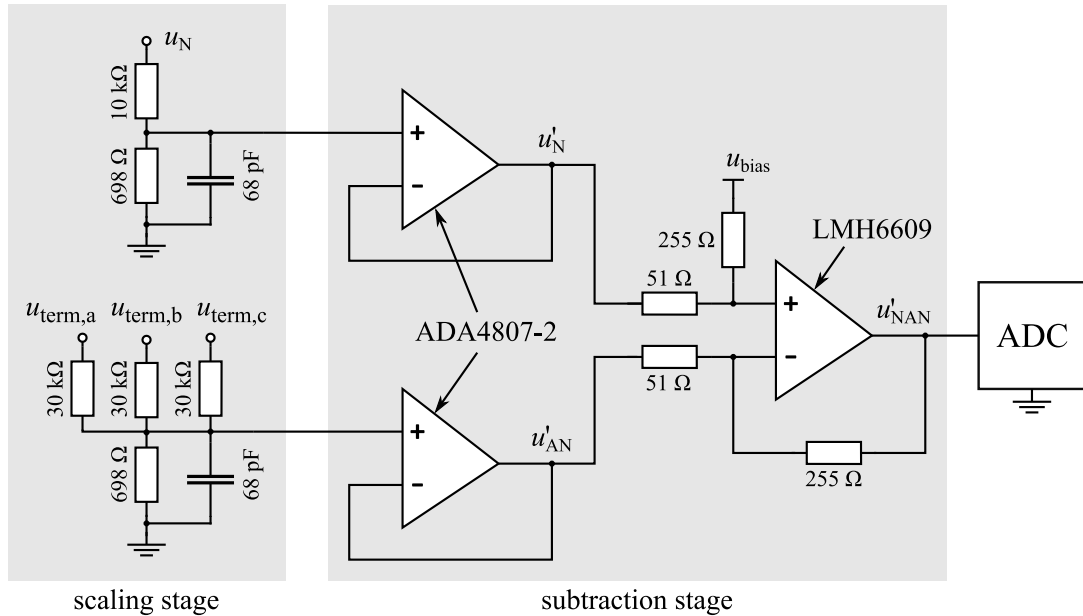 u_N
10 kΩ
698 Ω
68 pF
+
−
u'_N
u_bias
255 Ω
51 Ω
LMH6609
+
−
u'_NAN
ADC
u_term,a u_term,b u_term,c
30 kΩ
30 kΩ
30 kΩ
698 Ω
68 pF
ADA4807-2
+
−
u'_AN
51 Ω
255 Ω
scaling stage
subtraction stage